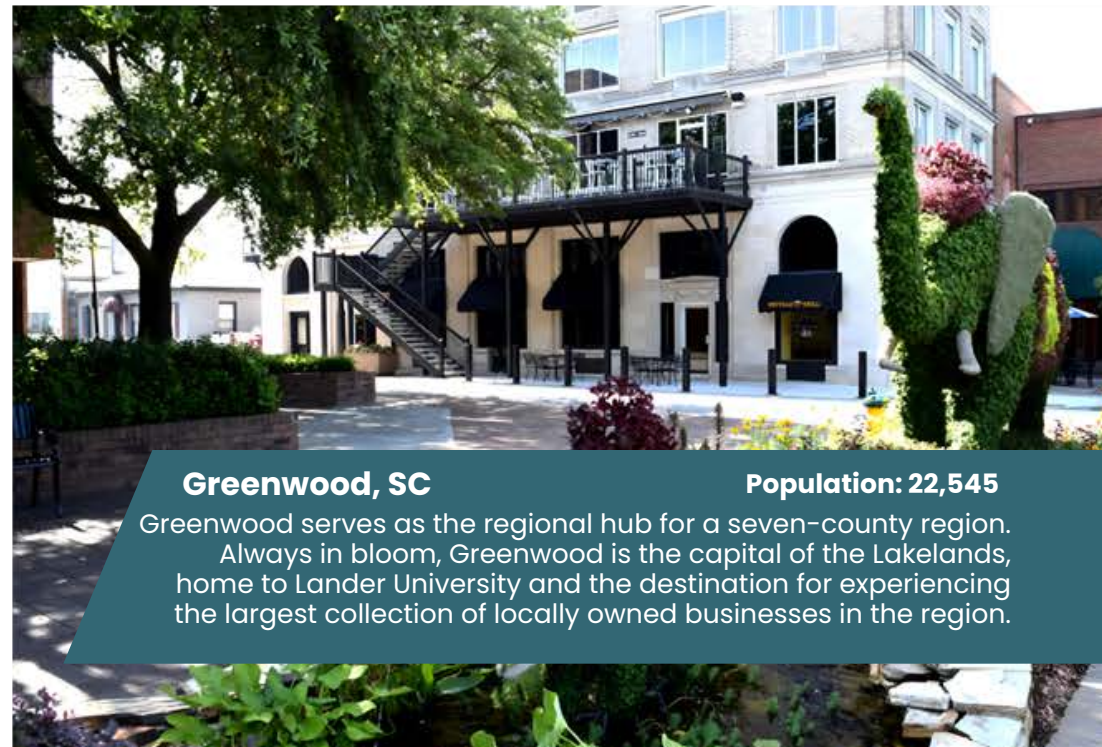 Greenwood, SC
Population: 22,545
Greenwood serves as the regional hub for a seven-county region.
Always in bloom, Greenwood is the capital of the Lakelands,
home to Lander University and the destination for experiencing
the largest collection of locally owned businesses in the region.